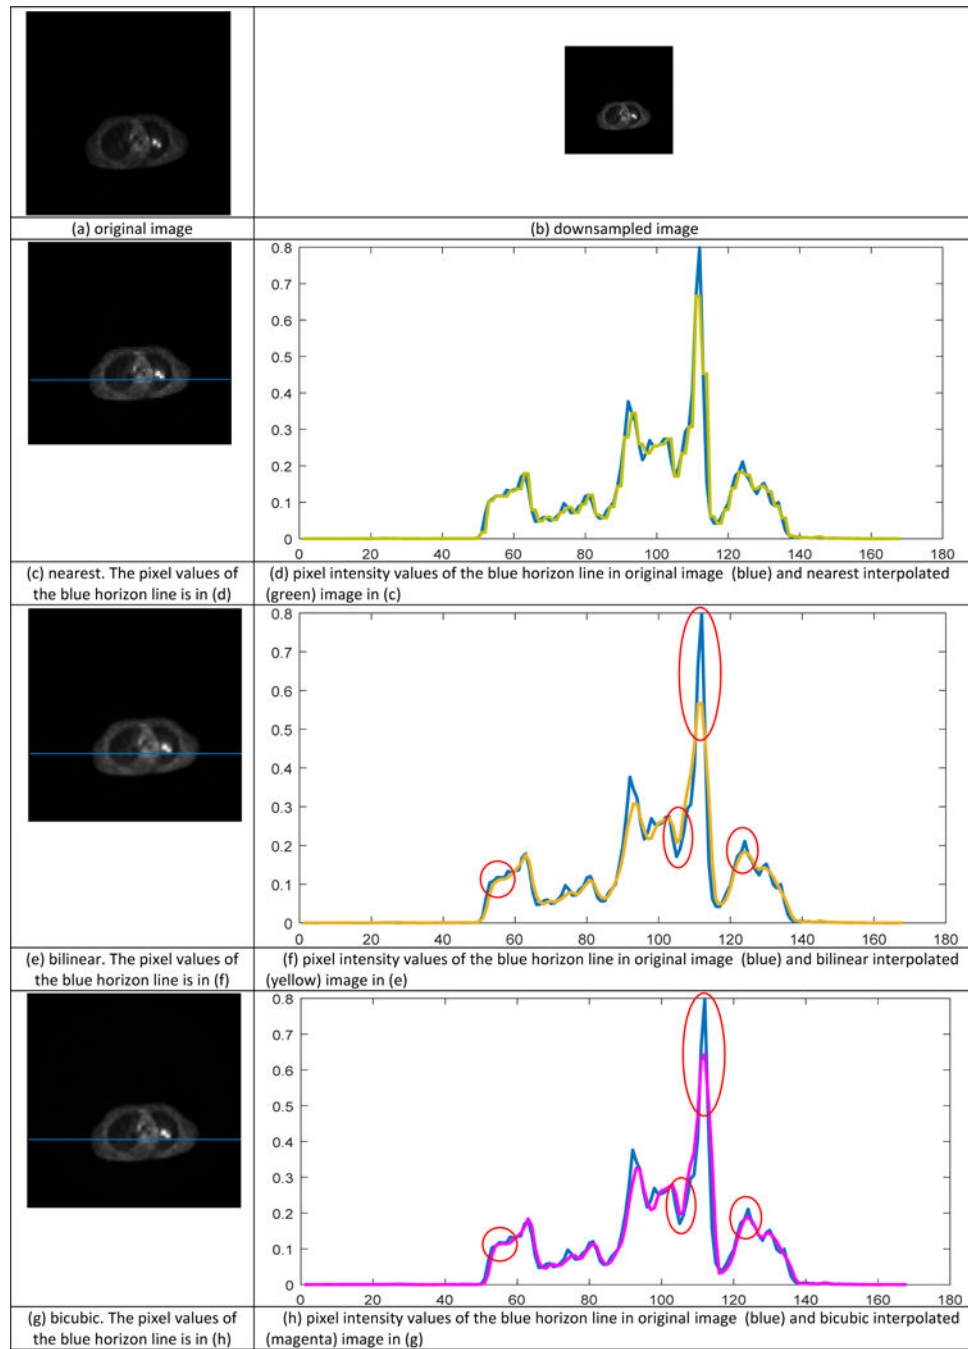 (a) original image
(b) downsampled image
0.8
0.7
0.6
0.5
0.4
0.3
0.2
0.1
0
0 20 40 60 80 100 120 140 160 180
(c) nearest. The pixel values of
the blue horizon line is in (d)
(d) pixel intensity values of the blue horizon line in original image (blue) and nearest interpolated
(green) image in (c)
0.8
0.7
0.6
0.5
0.4
0.3
0.2
0.1
0
0 20 40 60 80 100 120 140 160 180
(e) bilinear. The pixel values of
the blue horizon line is in (f)
(f) pixel intensity values of the blue horizon line in original image (blue) and bilinear interpolated
(yellow) image in (e)
0.8
0.7
0.6
0.5
0.4
0.3
0.2
0.1
0
0 20 40 60 80 100 120 140 160 180
(g) bicubic. The pixel values of
the blue horizon line is in (h)
(h) pixel intensity values of the blue horizon line in original image (blue) and bicubic interpolated
(magenta) image in (g)